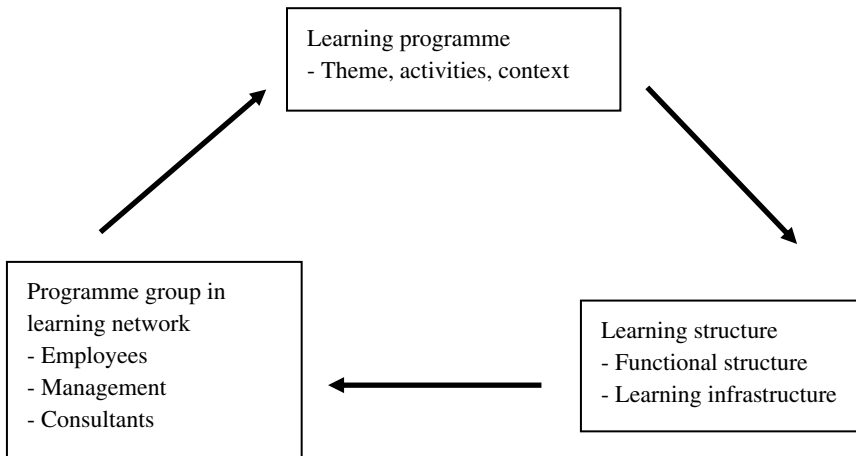 Learning programme
- Theme, activities, context
Programme group in
learning network
- Employees
- Management
- Consultants
Learning structure
- Functional structure
- Learning infrastructure